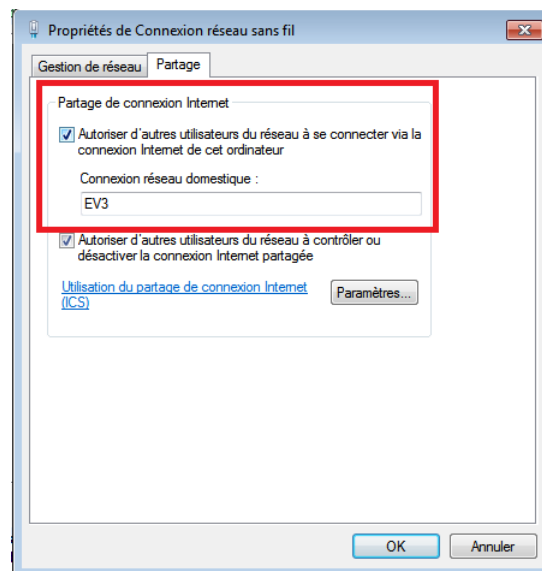 Propriétés de Connexion réseau sans fil
Gestion de réseau
Partage
Partage de connexion Internet
Autoriser d'autres utilisateurs du réseau à se connecter via la
connexion Internet de cet ordinateur
Connexion réseau domestique :
EV3
Autoriser d'autres utilisateurs du réseau à contrôler ou
désactiver la connexion Internet partagée
Utilisation du partage de connexion Internet
(ICS)
Paramètres...
OK
Annuler